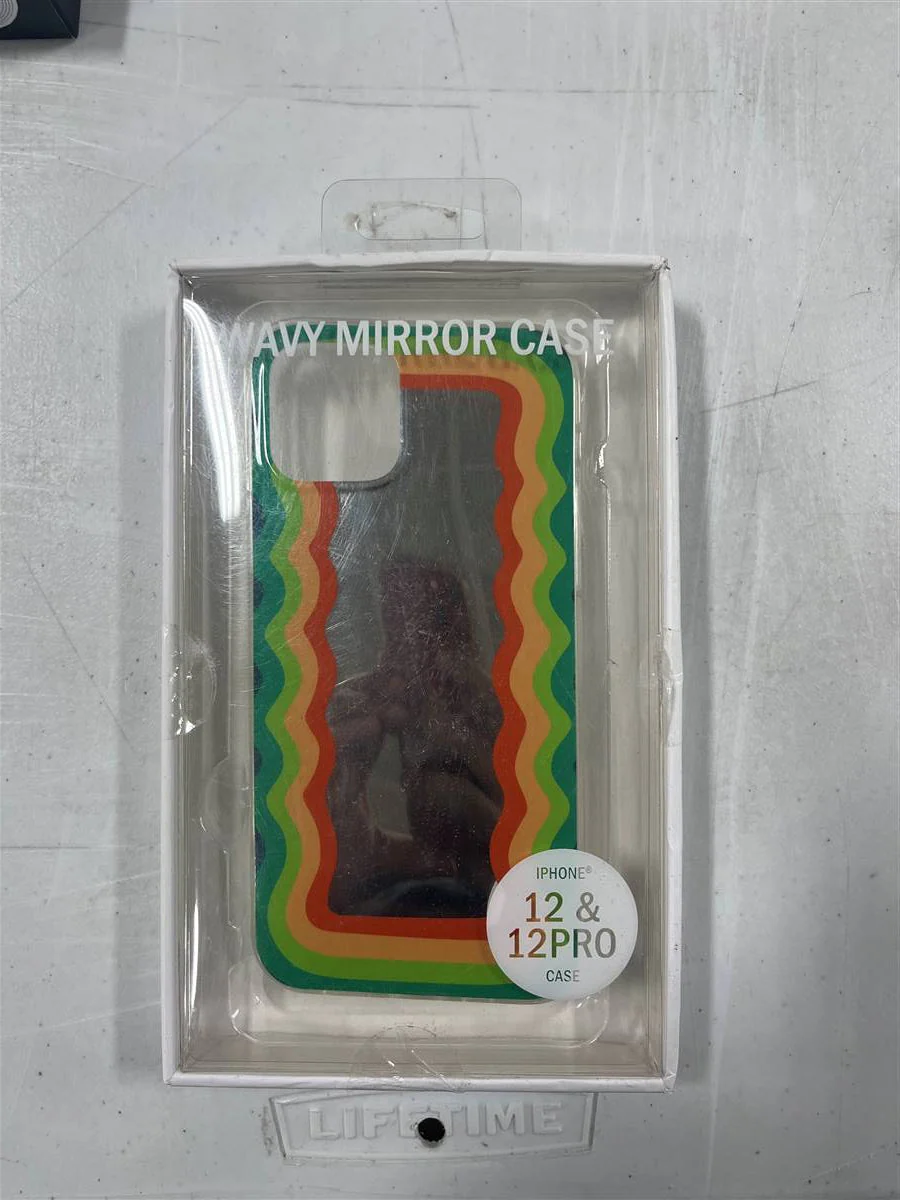 WAVY MIRROR CASE
IPHONE®
12 &
12PRO
CASE
LIFETIME